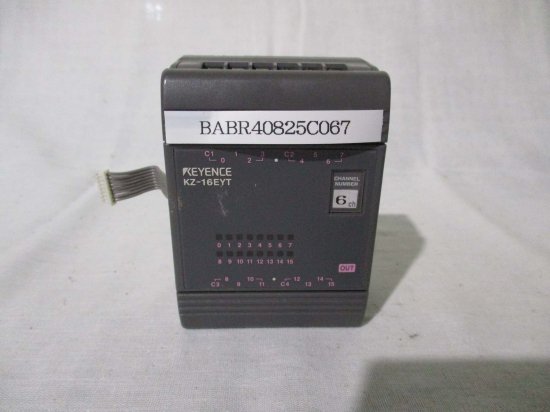 BABR40825C067
C1 1 3 C2 5 7
0 2 4 6
KEYENCE
KZ-16EYT
CHANNEL
NUMBER
6ch
0 1 2 3 4 5 6 7
8 9 10 11 12 13 14 15
OUT
8 10 12 14
C3 9 11 C4 13 15